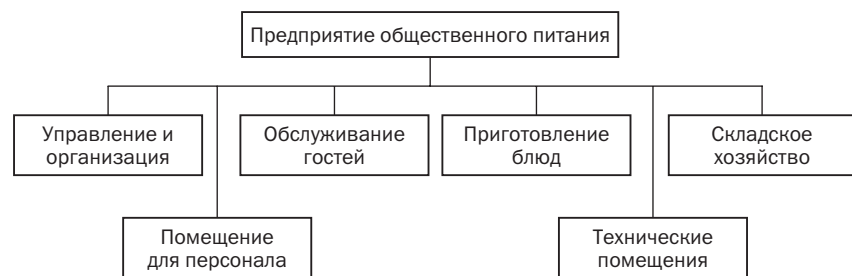 Предприятие общественного питания
Управление и
организация
Обслуживание
гостей
Приготовление
блюд
Складское
хозяйство
Помещение
для персонала
Технические
помещения